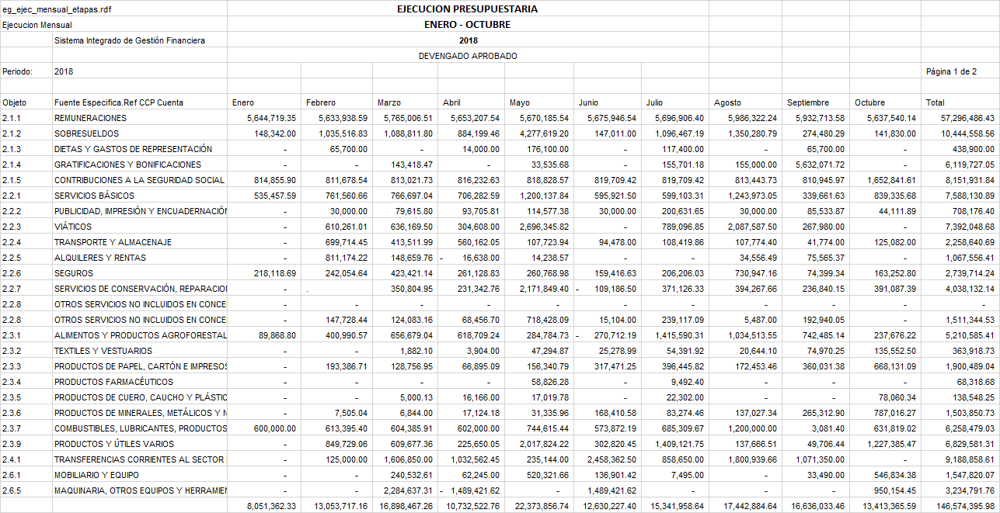 eg_ejec_mensual_etapas.rdf EJECUCION PRESUPUESTARIA
Ejecucion Mensual ENERO - OCTUBRE
Sistema Integrado de Gestión Financiera 2018
DEVENGADO APROBADO
Periodo: 2018 Página 1 de 2
Objeto Fuente Especifica.Ref CCP Cuenta Enero Febrero Marzo Abril Mayo Junio Julio Agosto Septiembre Octubre Total
2.1.1 REMUNERACIONES 5,644,719.35 5,633,938.59 5,765,006.51 5,653,207.54 5,670,185.54 5,675,946.54 5,696,906.40 5,986,322.24 5,932,713.58 5,637,540.14 57,296,486.43
2.1.2 SOBRESUELDOS 148,342.00 1,035,516.83 1,088,811.80 884,199.46 4,277,619.20 147,011.00 1,096,467.19 1,350,280.79 274,480.29 141,830.00 10,444,558.56
2.1.3 DIETAS Y GASTOS DE REPRESENTACIÓN - 65,700.00 - 14,000.00 176,100.00 - 117,400.00 - 65,700.00 - 438,900.00
2.1.4 GRATIFICACIONES Y BONIFICACIONES - - 143,418.47 - 33,535.68 - 155,701.18 155,000.00 5,632,071.72 - 6,119,727.05
2.1.5 CONTRIBUCIONES A LA SEGURIDAD SOCIAL 814,855.90 811,678.54 813,021.73 816,232.63 818,828.57 819,709.42 819,709.42 813,443.73 810,945.97 1,652,841.61 8,151,931.84
2.2.1 SERVICIOS BÁSICOS 535,457.59 761,560.66 766,697.04 706,282.59 1,200,137.84 595,921.50 599,103.31 1,243,973.05 339,661.63 839,335.68 7,588,130.89
2.2.2 PUBLICIDAD, IMPRESIÓN Y ENCUADERNACIÓN - 30,000.00 79,615.80 93,705.81 114,577.38 30,000.00 200,631.65 30,000.00 85,533.87 44,111.89 708,176.40
2.2.3 VIÁTICOS - 610,261.01 636,169.50 304,608.00 2,696,345.82 - 789,096.85 2,087,587.50 267,980.00 - 7,392,048.68
2.2.4 TRANSPORTE Y ALMACENAJE - 699,714.45 413,511.99 560,162.05 107,723.94 94,478.00 108,419.86 107,774.40 41,774.00 125,082.00 2,258,640.69
2.2.5 ALQUILERES Y RENTAS - 811,174.22 148,659.76 - 16,638.00 14,238.57 - - 34,556.49 75,565.37 - 1,067,556.41
2.2.6 SEGUROS 218,118.69 242,054.64 423,421.14 261,128.83 260,768.98 159,416.63 206,206.03 730,947.16 74,399.34 163,252.80 2,739,714.24
2.2.7 SERVICIOS DE CONSERVACIÓN, REPARACIO - . 350,804.95 231,342.76 2,171,849.40 - 109,186.50 371,126.33 394,267.66 236,840.15 391,087.39 4,038,132.14
2.2.8 OTROS SERVICIOS NO INCLUIDOS EN CONCE - - - - - - - - - - -
2.2.8 OTROS SERVICIOS NO INCLUIDOS EN CONCE - 147,728.44 124,083.16 68,456.70 718,428.09 15,104.00 239,117.09 5,487.00 192,940.05 - 1,511,344.53
2.3.1 ALIMENTOS Y PRODUCTOS AGROFORESTAL 89,868.80 400,990.57 656,679.04 618,709.24 284,784.73 - 270,712.19 1,415,590.31 1,034,513.55 742,485.14 237,676.22 5,210,585.41
2.3.2 TEXTILES Y VESTUARIOS - - 1,882.10 3,904.00 47,294.87 25,278.99 54,391.92 20,644.10 74,970.25 135,552.50 363,918.73
2.3.3 PRODUCTOS DE PAPEL, CARTÓN E IMPRESOS - 193,386.71 128,756.95 66,895.09 156,340.79 317,471.25 396,445.82 172,453.46 360,031.38 668,131.09 1,900,489.04
2.3.4 PRODUCTOS FARMACÉUTICOS - - - - 58,826.28 - 9,492.40 - - - 68,318.68
2.3.5 PRODUCTOS DE CUERO, CAUCHO Y PLÁSTIC - - 5,000.13 16,166.00 17,019.78 - 22,302.00 - - 78,060.34 138,548.25
2.3.6 PRODUCTOS DE MINERALES, METÁLICOS Y N - 7,505.04 6,844.00 17,124.18 31,335.96 168,410.58 83,274.46 137,027.34 265,312.90 787,016.27 1,503,850.73
2.3.7 COMBUSTIBLES, LUBRICANTES, PRODUCTOS 600,000.00 613,395.40 604,385.91 602,000.00 744,615.44 573,872.19 685,309.67 1,200,000.00 3,081.40 631,819.02 6,258,479.03
2.3.9 PRODUCTOS Y ÚTILES VARIOS - 849,729.06 609,677.36 225,650.05 2,017,824.22 302,820.45 1,409,121.75 137,666.51 49,706.44 1,227,385.47 6,829,581.31
2.4.1 TRANSFERENCIAS CORRIENTES AL SECTOR - 125,000.00 1,606,850.00 1,032,562.45 235,144.00 2,458,362.50 858,650.00 1,800,939.66 1,071,350.00 - 9,188,858.61
2.6.1 MOBILIARIO Y EQUIPO - - 240,532.61 62,245.00 520,321.66 136,901.42 7,495.00 - 33,490.00 546,834.38 1,547,820.07
2.6.5 MAQUINARIA, OTROS EQUIPOS Y HERRAMIEN - - 2,284,637.31 - 1,489,421.62 - 1,489,421.62 - - - 950,154.45 3,234,791.76
8,051,362.33 13,053,717.16 16,898,467.26 10,732,522.76 22,373,856.74 12,630,227.40 15,341,958.64 17,442,884.64 16,636,033.46 13,413,365.59 146,574,395.98